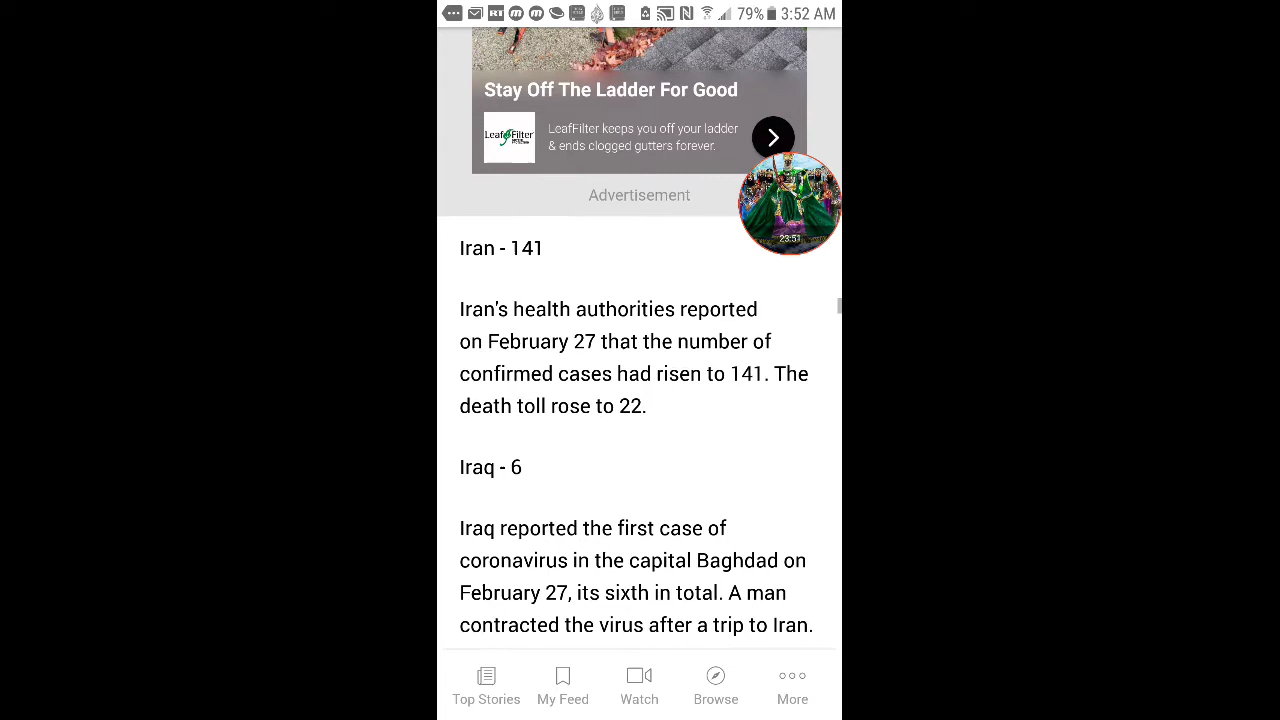 79% 3:52 AM
Stay Off The Ladder For Good
LeafFilter
LeafFilter keeps you off your ladder
& ends clogged gutters forever.
Advertisement
23:51
Iran - 141
Iran's health authorities reported
on February 27 that the number of
confirmed cases had risen to 141. The
death toll rose to 22.
Iraq - 6
Iraq reported the first case of
coronavirus in the capital Baghdad on
February 27, its sixth in total. A man
contracted the virus after a trip to Iran.
Top Stories My Feed Watch Browse More